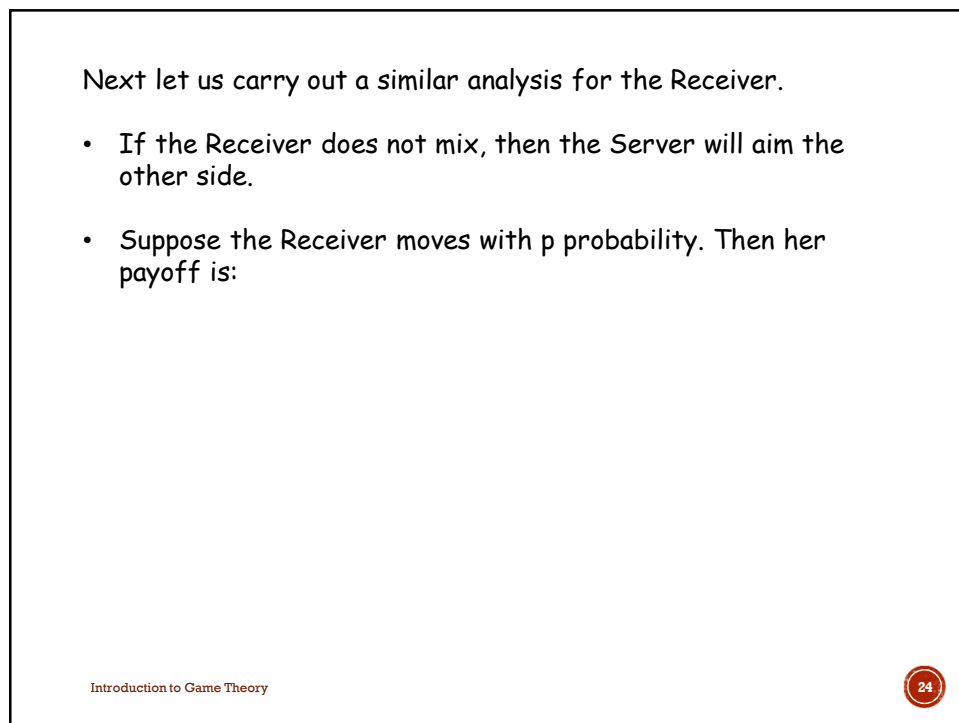 Next let us carry out a similar analysis for the Receiver.
• If the Receiver does not mix, then the Server will aim the
other side.
• Suppose the Receiver moves with p probability. Then her
payoff is:
Introduction to Game Theory
24